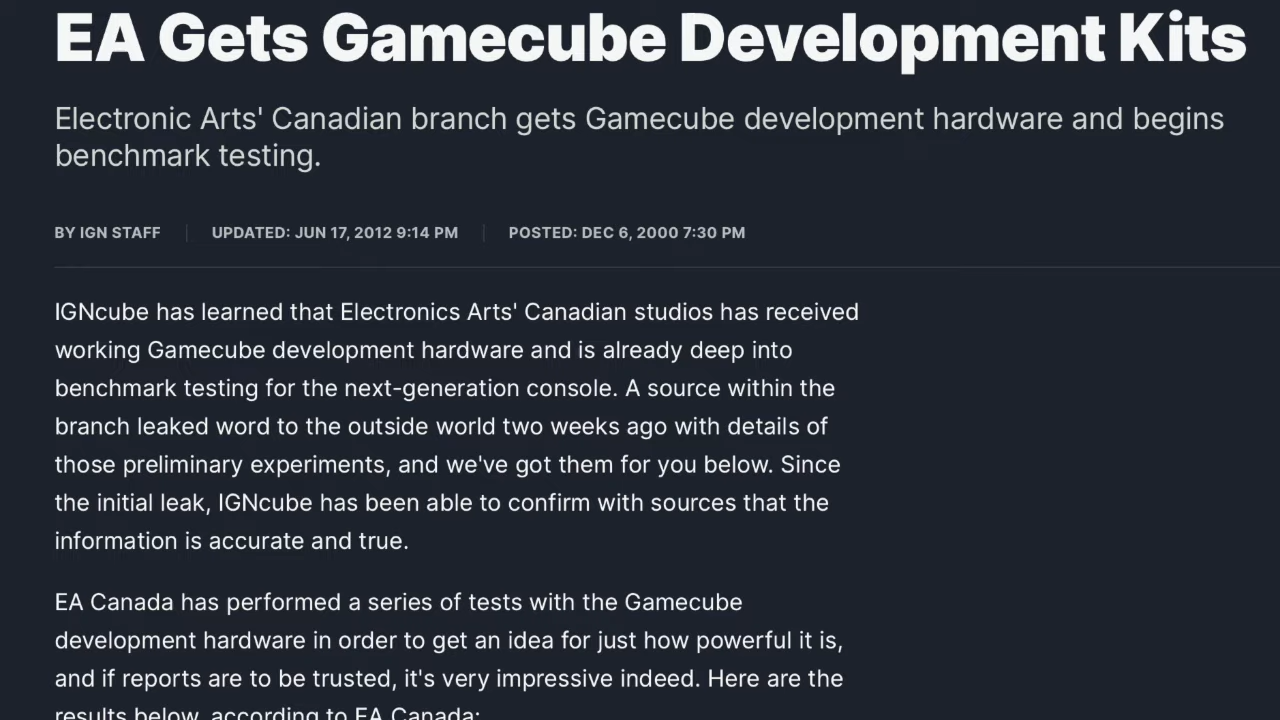 EA Gets Gamecube Development Kits
Electronic Arts' Canadian branch gets Gamecube development hardware and begins
benchmark testing.
BY IGN STAFF
UPDATED: JUN 17, 2012 9:14 PM
POSTED: DEC 6, 2000 7:30 PM
IGNcube has learned that Electronics Arts' Canadian studios has received
working Gamecube development hardware and is already deep into
benchmark testing for the next-generation console. A source within the
branch leaked word to the outside world two weeks ago with details of
those preliminary experiments, and we've got them for you below. Since
the initial leak, IGNcube has been able to confirm with sources that the
information is accurate and true.
EA Canada has performed a series of tests with the Gamecube
development hardware in order to get an idea for just how powerful it is,
and if reports are to be trusted, it's very impressive indeed. Here are the
results below, according to EA Canada: